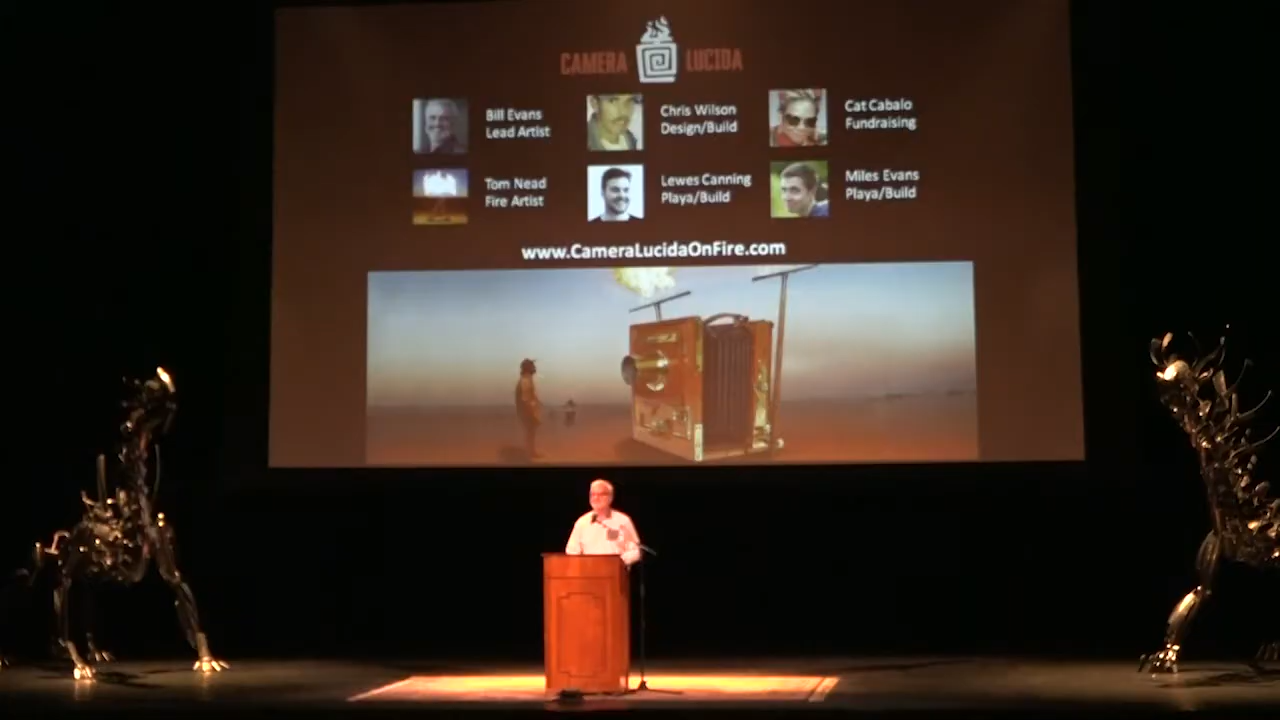 CAMERA LUCIDA
Bill Evans
Lead Artist
Chris Wilson
Design/Build
Cat Cabalo
Fundraising
Tom Nead
Fire Artist
Lewes Canning
Playa/Build
Miles Evans
Playa/Build
www.CameraLucidaOnFire.com